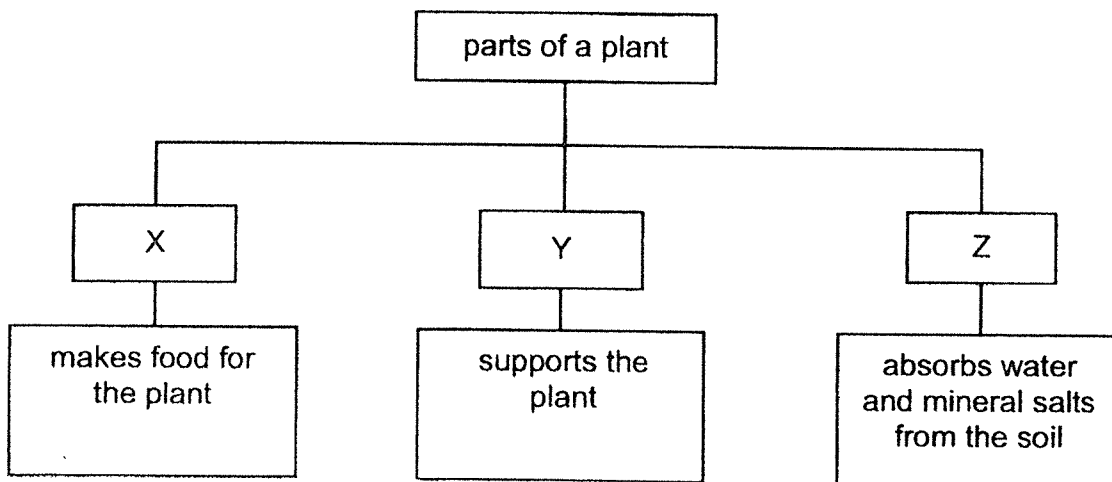 parts of a plant
X
Y
Z
makes food for
the plant
supports the
plant
absorbs water
and mineral salts
from the soil